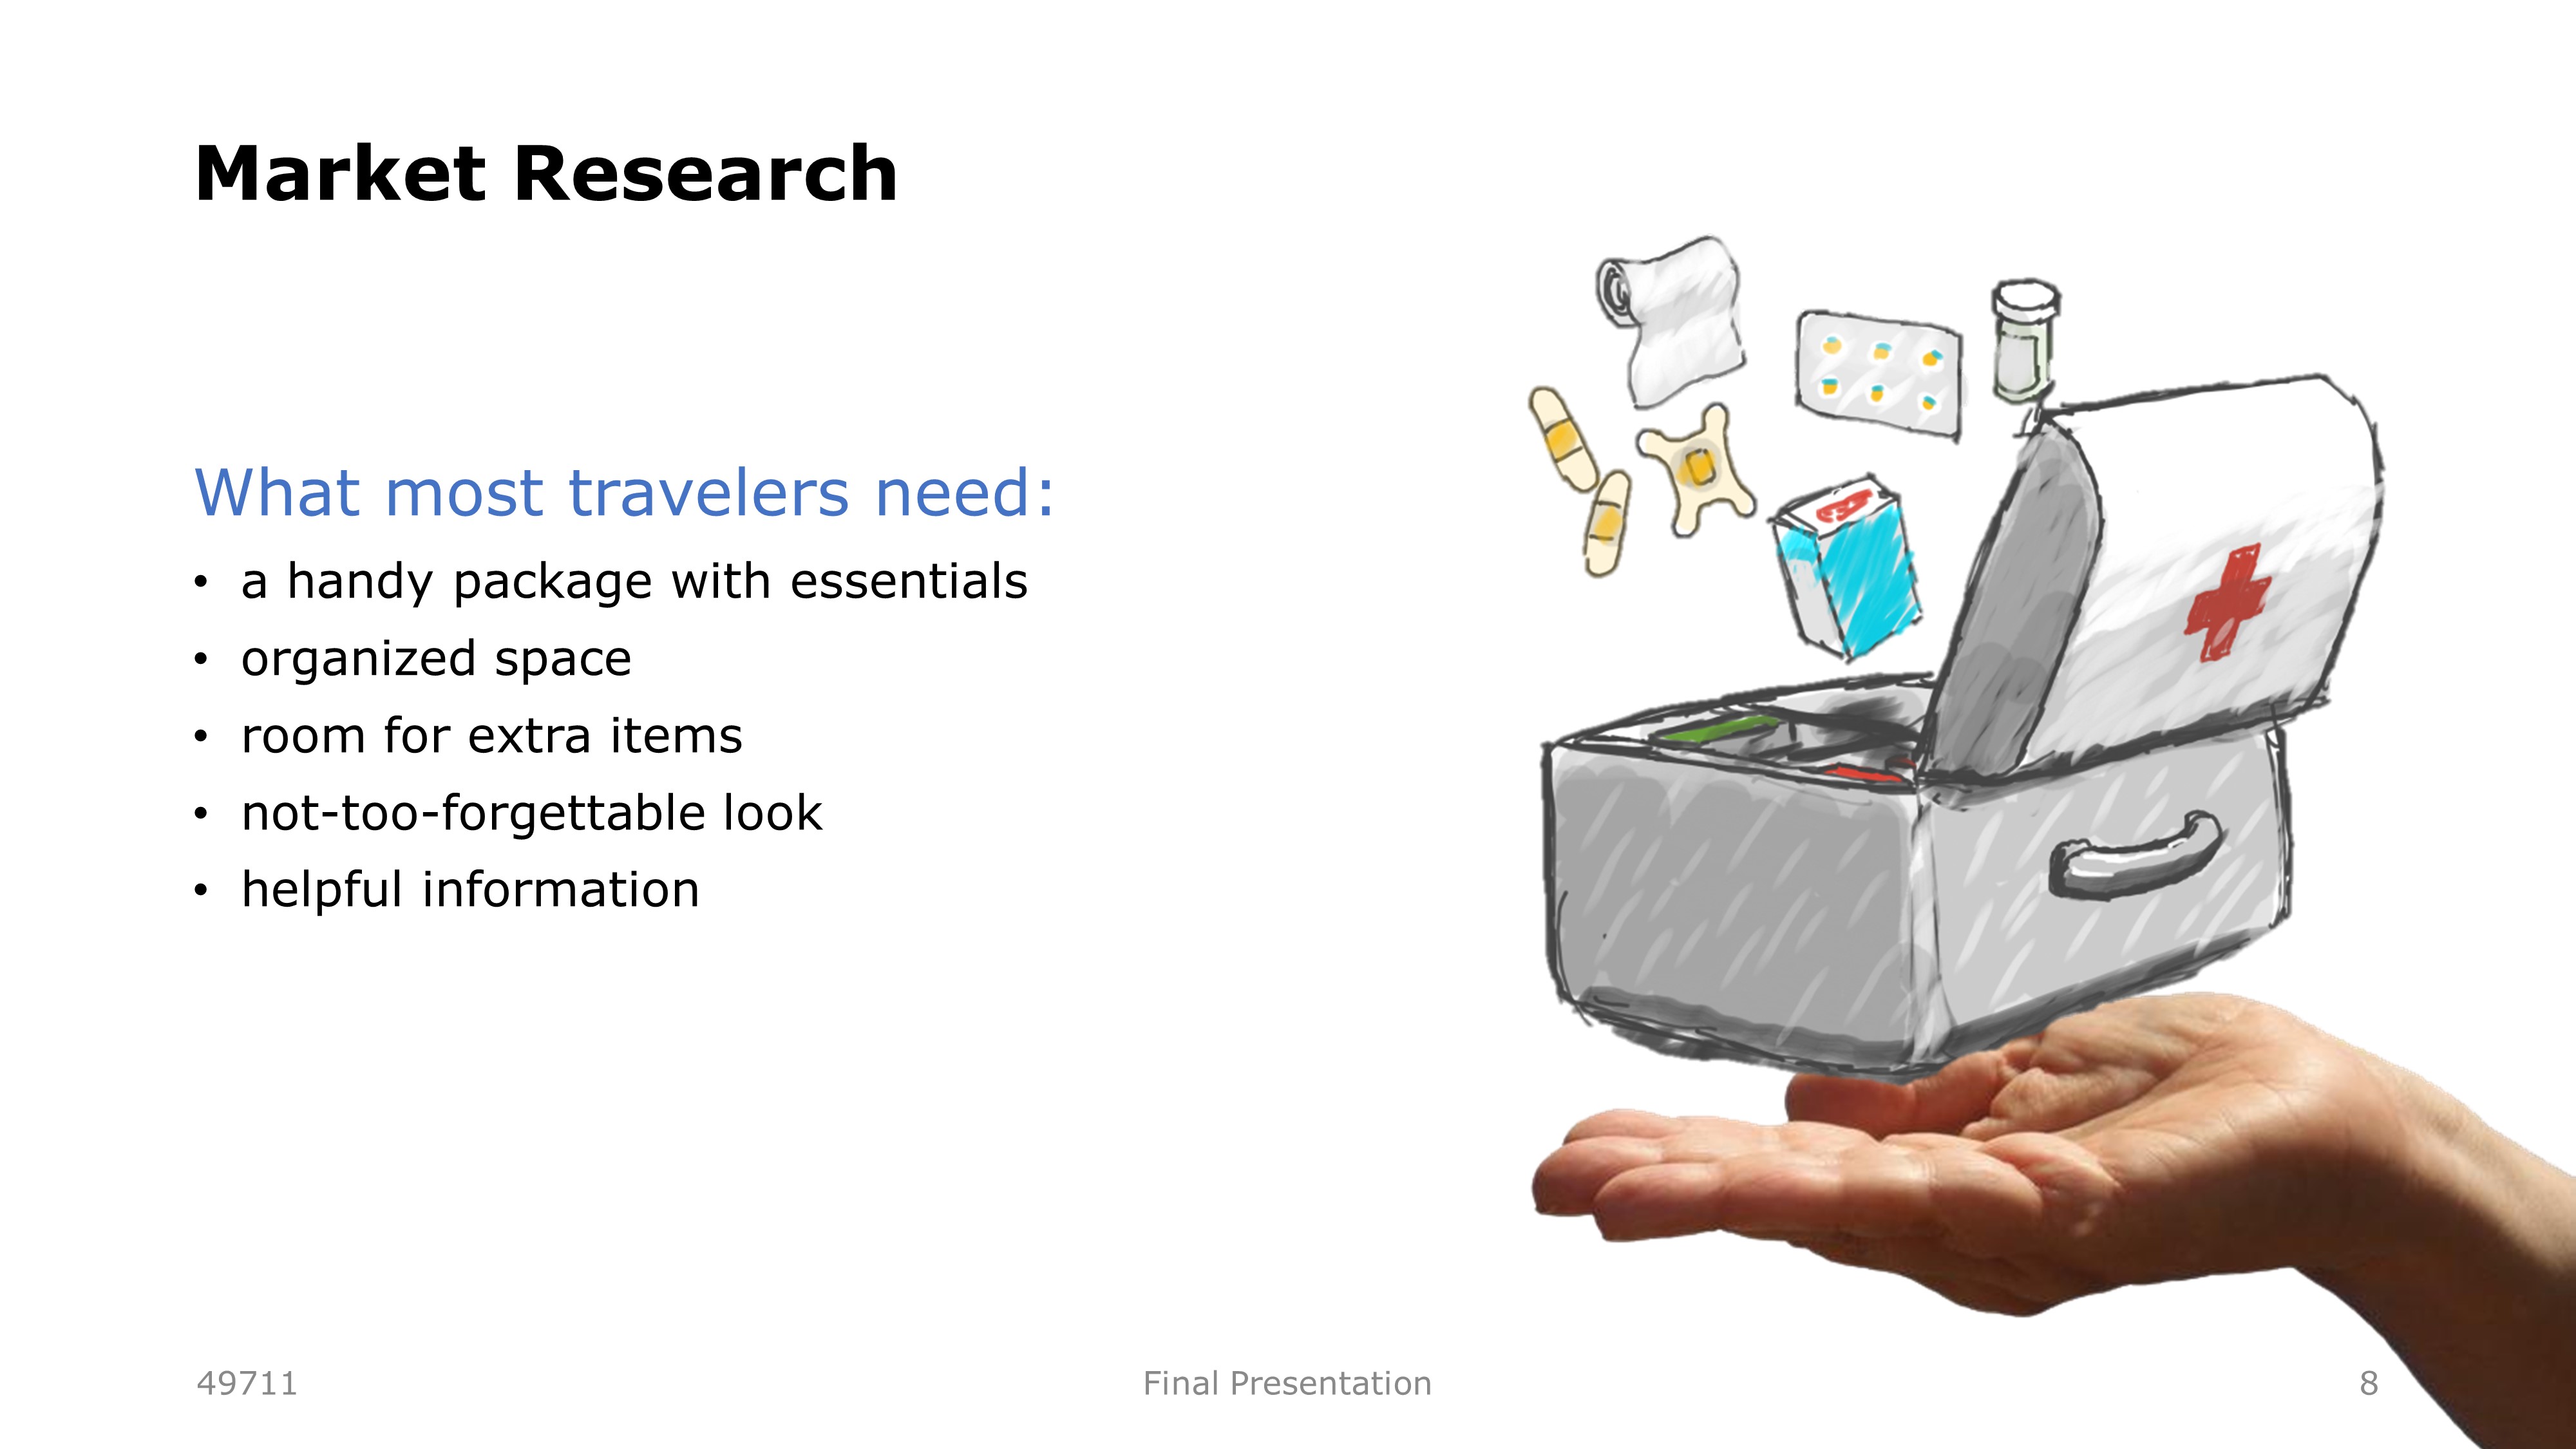 Market Research
What most travelers need:
• a handy package with essentials
• organized space
• room for extra items
• not-too-forgettable look
• helpful information
49711
Final Presentation
8